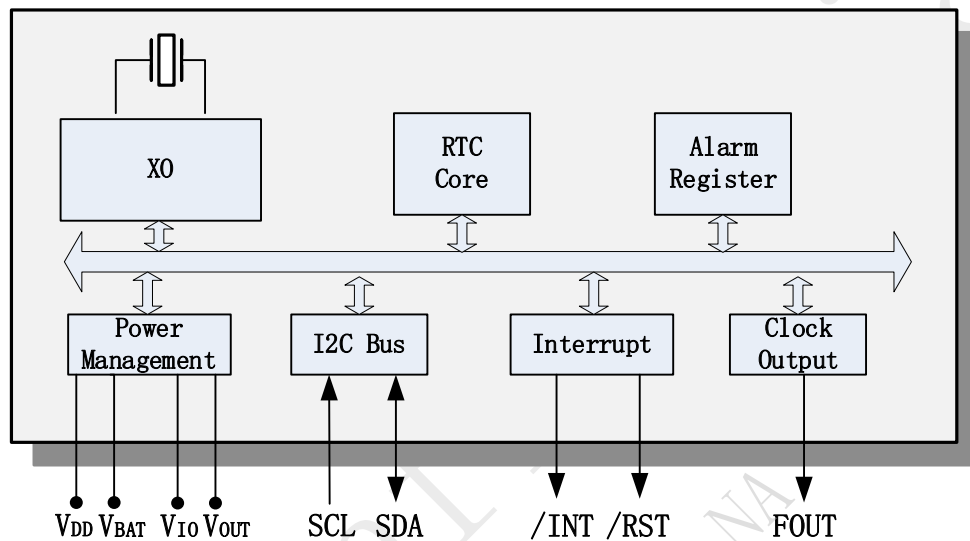 XO
RTC
Core
Alarm
Register
Power
Management
I2C Bus
Interrupt
Clock
Output
VDD VBAT VIO VOUT SCL SDA /INT /RST FOUT